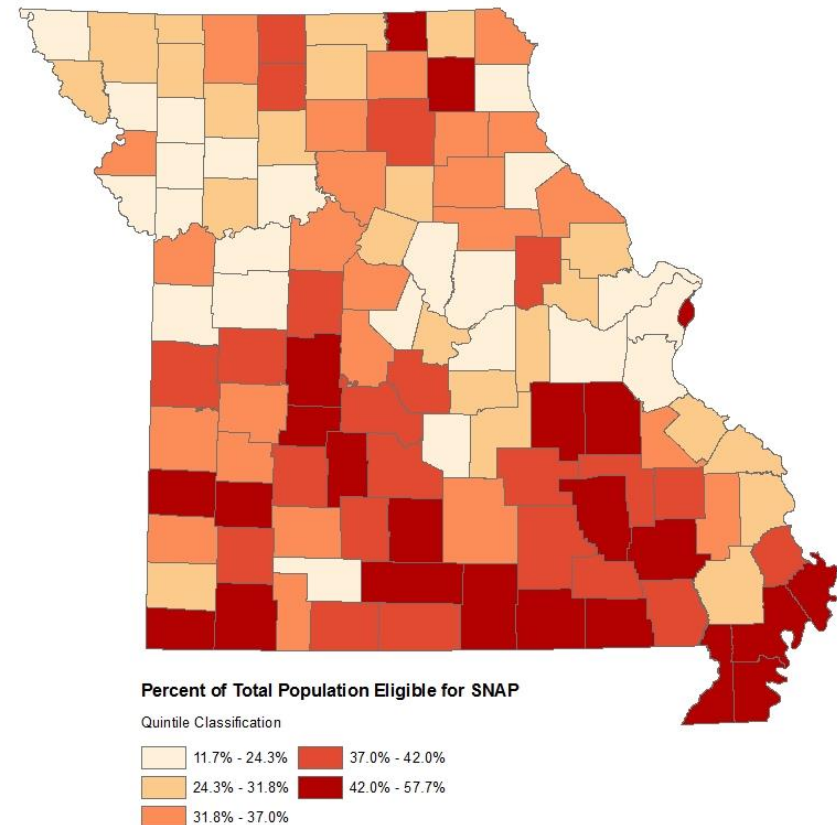 Percent of Total Population Eligible for SNAP
Quintile Classification
11.7% - 24.3%
24.3% - 31.8%
31.8% - 37.0%
37.0% - 42.0%
42.0% - 57.7%